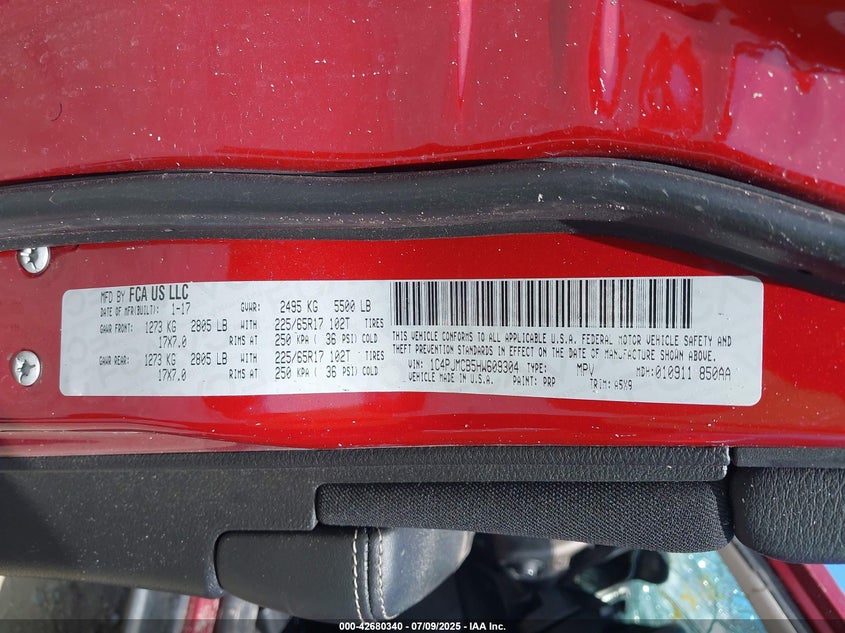 MFD BY FCA US LLC
DATE OF MFR(BUILT): 1-17 GVWR: 2495 KG 5500 LB
GAWR FRONT: 1273 KG 2805 LB WITH 225/65R17 102T TIRES
17X7.0 RIMS AT 250 KPA ( 36 PSI) COLD
GAWR REAR: 1273 KG 2805 LB WITH 225/65R17 102T TIRES
17X7.0 RIMS AT 250 KPA ( 36 PSI) COLD
THIS VEHICLE CONFORMS TO ALL APPLICABLE U.S.A. FEDERAL MOTOR VEHICLE SAFETY AND
THEFT PREVENTION STANDARDS IN EFFECT ON THE DATE OF MANUFACTURE SHOWN ABOVE.
VIN: 1C4PJMCB5HW609304 TYPE: MPV MDH: 010911 850AA
VEHICLE MADE IN U.S.A. PAINT: PRP TRIM: A5X9
000-42680340 - 07/09/2025 - IAA Inc.